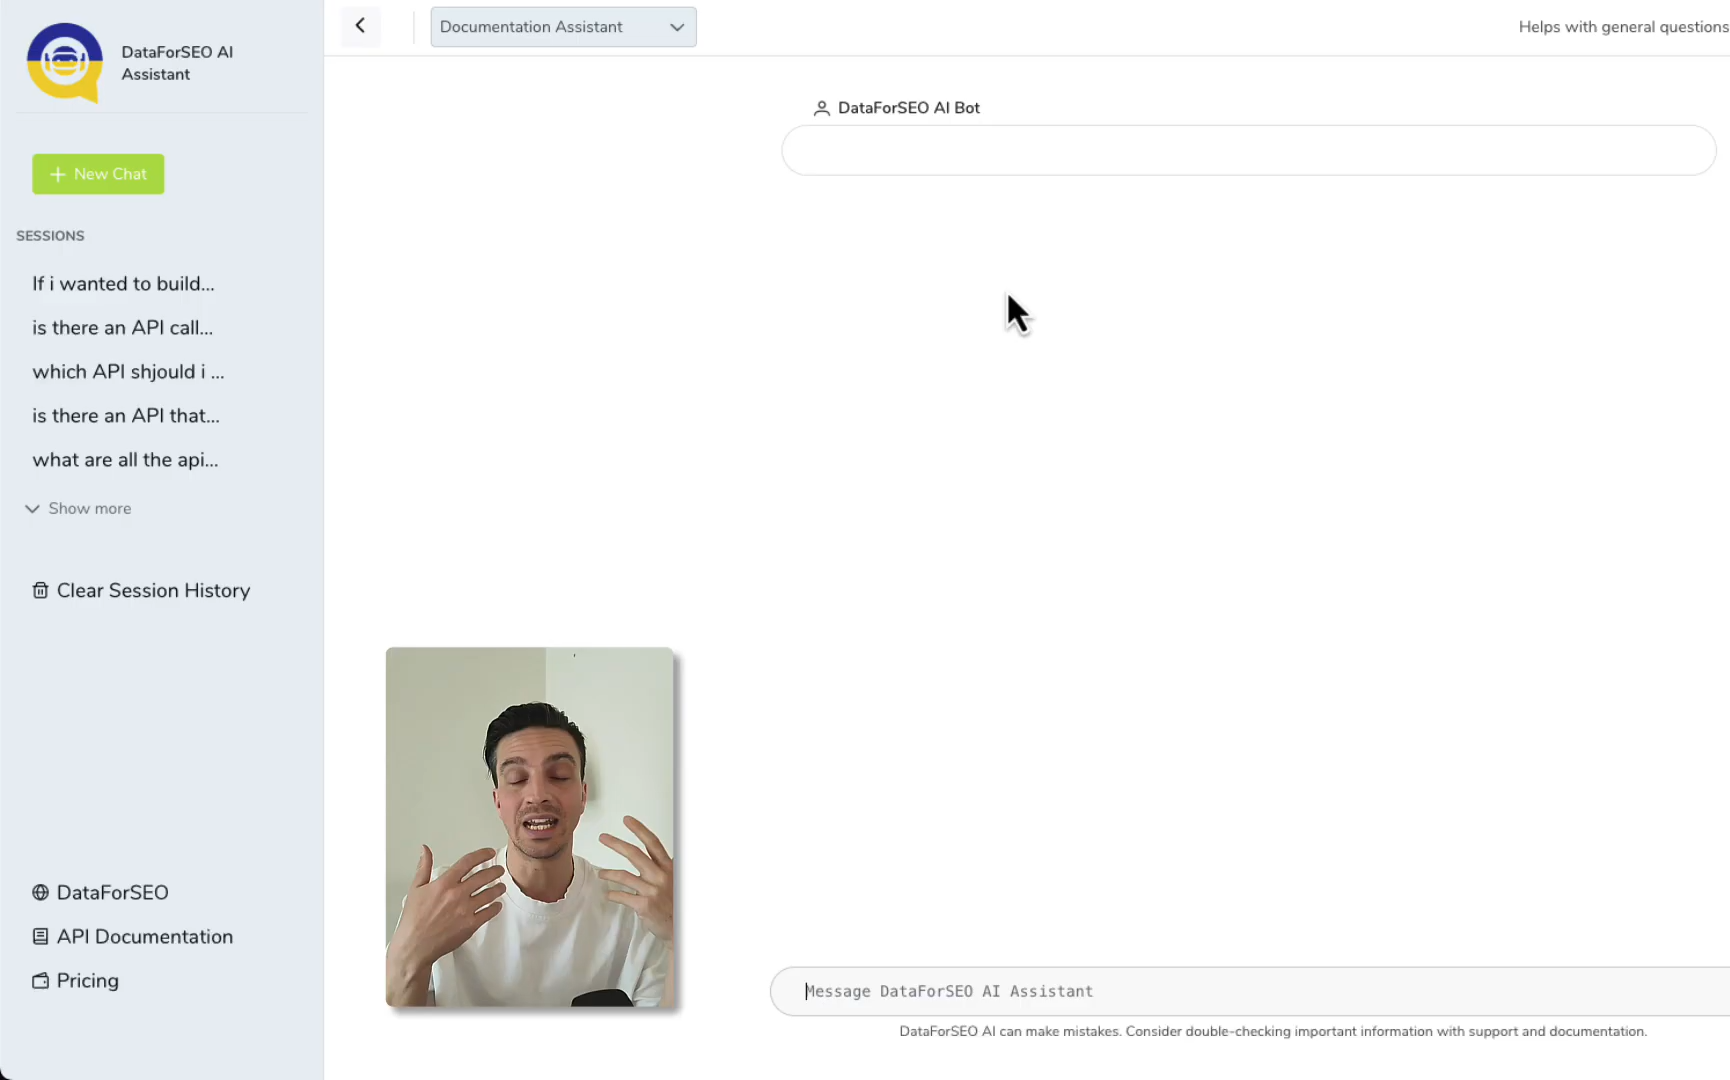 DataForSEO AI
Assistant
New Chat
SESSIONS
If i wanted to build...
is there an API call...
which API shjould i ...
is there an API that...
what are all the api...
Show more
Clear Session History
DataForSEO
API Documentation
Pricing
Documentation Assistant
Helps with general questions
DataForSEO AI Bot
Message DataForSEO AI Assistant
DataForSEO AI can make mistakes. Consider double-checking important information with support and documentation.